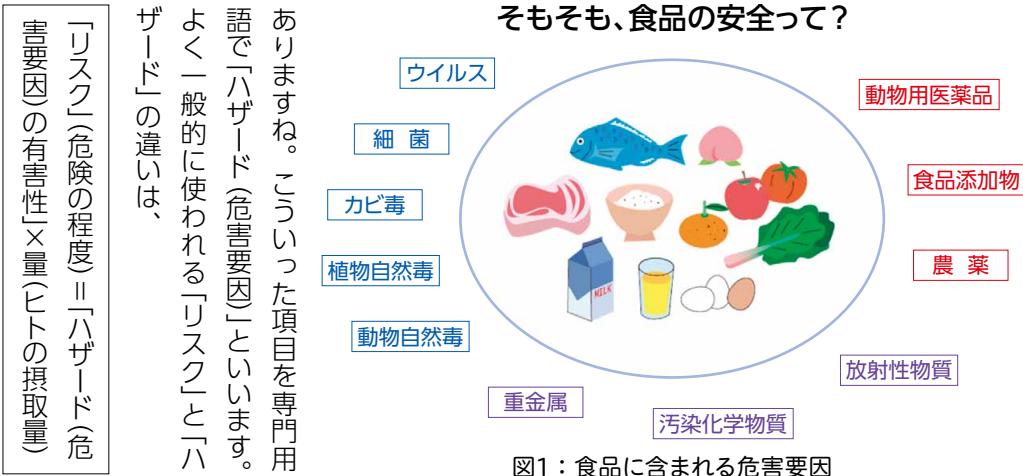 そもそも、食品の安全って?
ウイルス
細 菌
カビ毒
植物自然毒
動物自然毒
重金属
汚染化学物質
放射性物質
動物用医薬品
食品添加物
農 薬
MILK
図1:食品に含まれる危害要因
ありますね。こういった項目を専門用
語で「ハザード(危害要因)」といいます。
よく一般的に使われる「リスク」と「ハ
ザード」の違いは、
「リスク」(危険の程度)=「ハザード(危
害要因)の有害性」×量(ヒトの摂取量)